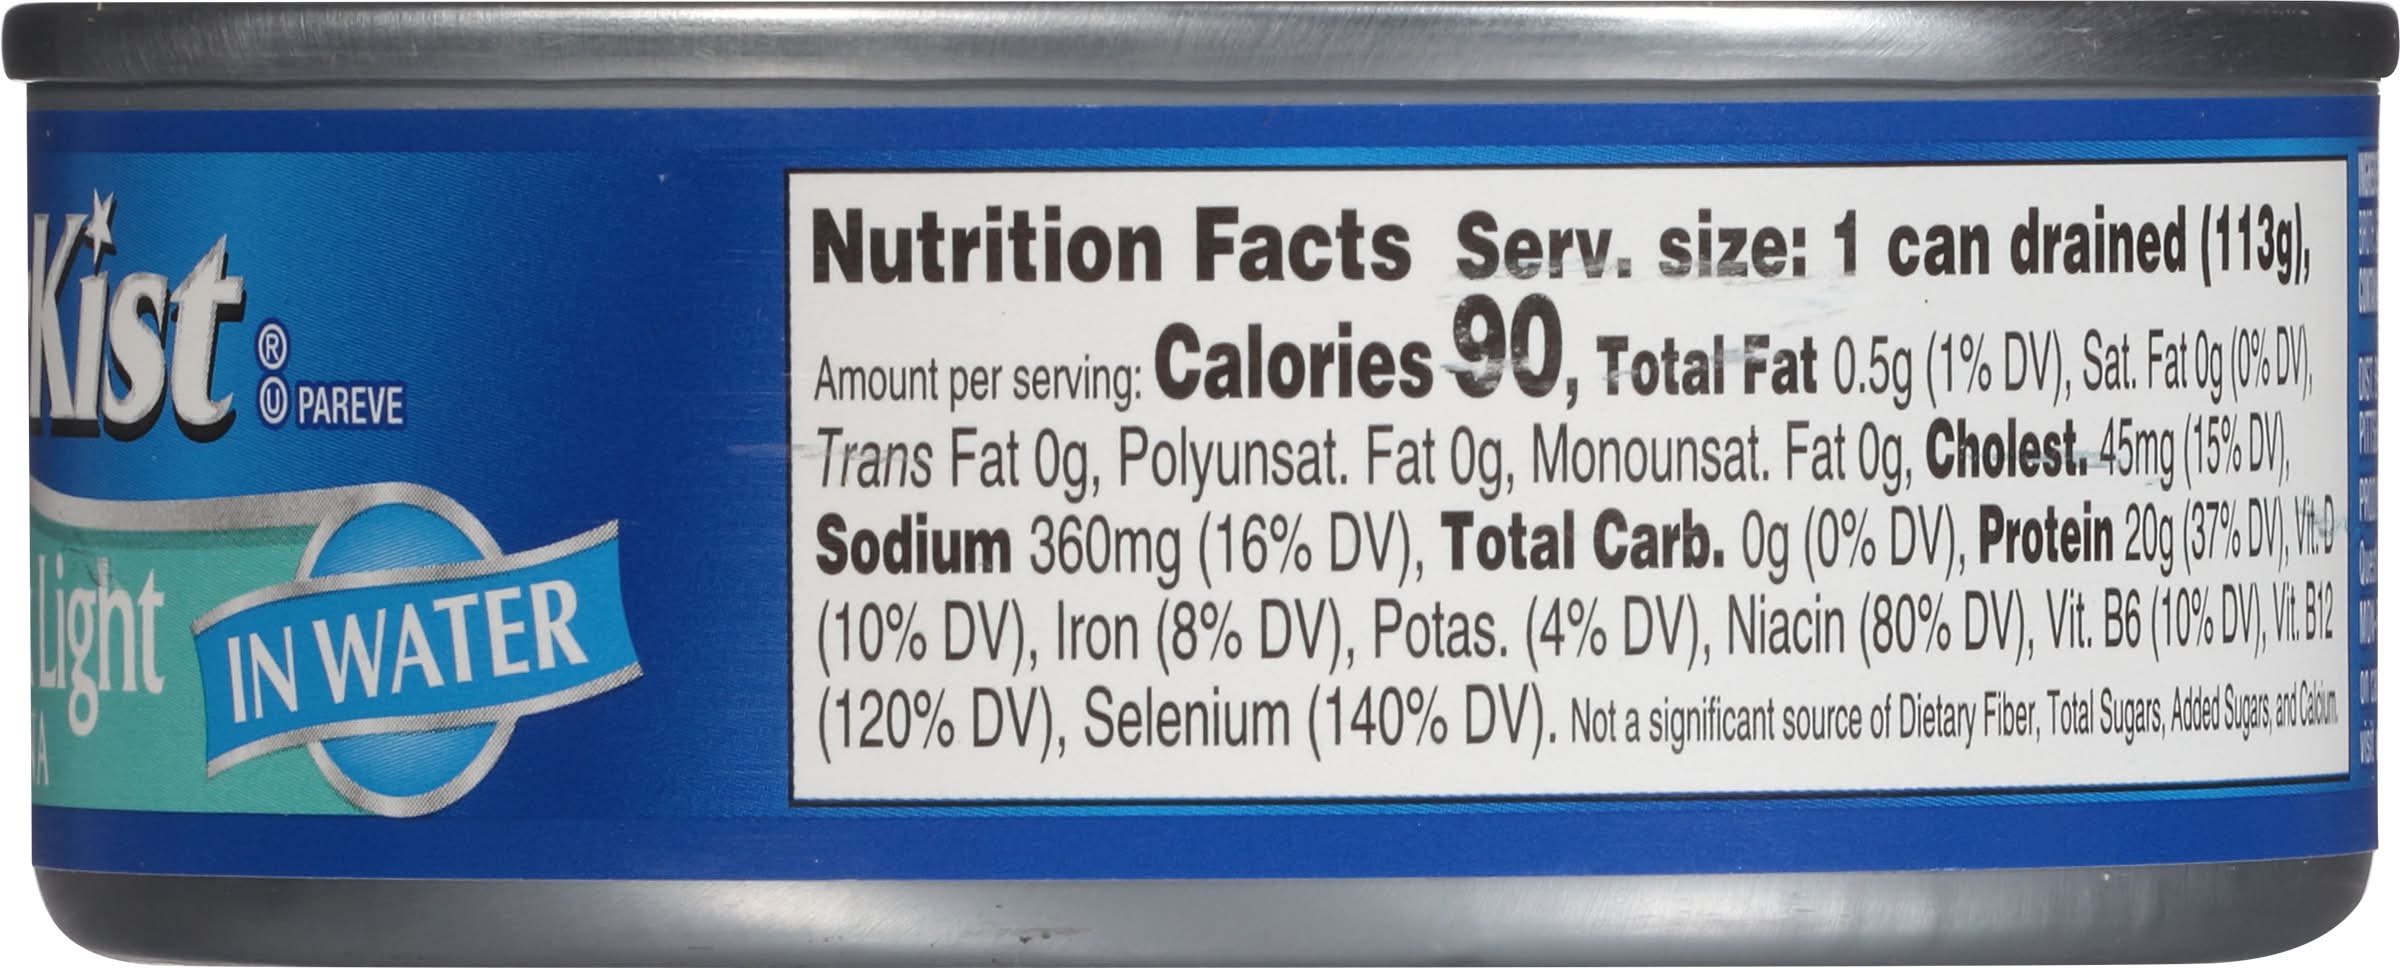 Kist
®
Ⓤ PAREVE
Light
IN WATER
Nutrition Facts Serv. size: 1 can drained (113g),
Amount per serving: Calories 90, Total Fat 0.5g (1% DV), Sat. Fat 0g (0% DV),
Trans Fat 0g, Polyunsat. Fat 0g, Monounsat. Fat 0g, Cholest. 45mg (15% DV),
Sodium 360mg (16% DV), Total Carb. 0g (0% DV), Protein 20g (37% DV), Vit. D
(10% DV), Iron (8% DV), Potas. (4% DV), Niacin (80% DV), Vit. B6 (10% DV), Vit. B12
(120% DV), Selenium (140% DV). Not a significant source of Dietary Fiber, Total Sugars, Added Sugars, and Calcium.